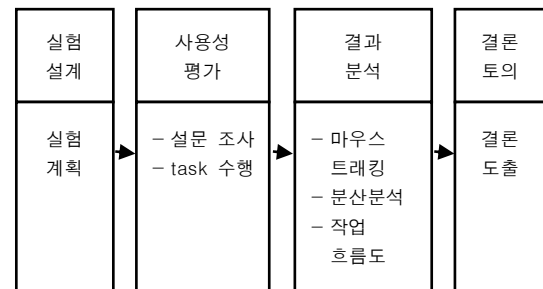 실험
설계
사용성
평가
결과
분석
결론
토의
실험
계획
- 설문 조사
- task 수행
- 마우스
트래킹
- 분산분석
- 작업
흐름도
결론
도출